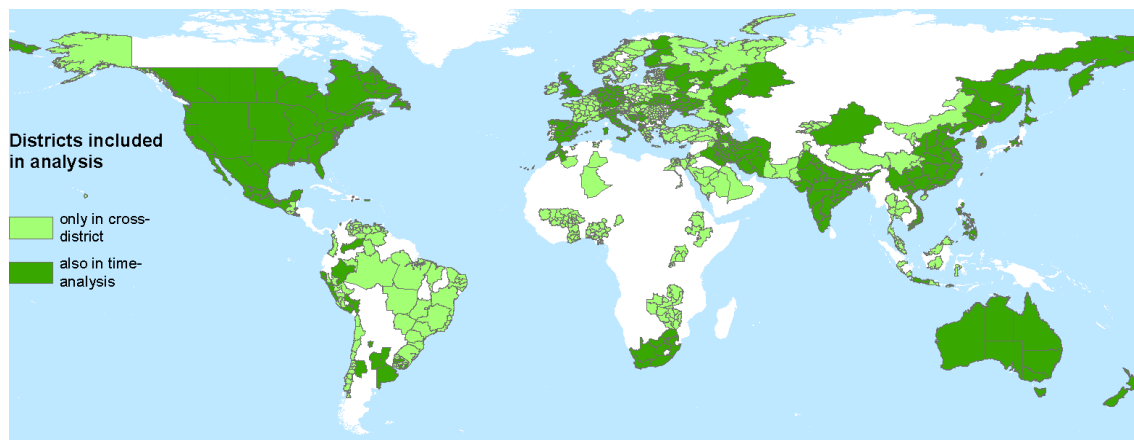 Districts included
in analysis
only in cross-
district
also in time-
analysis